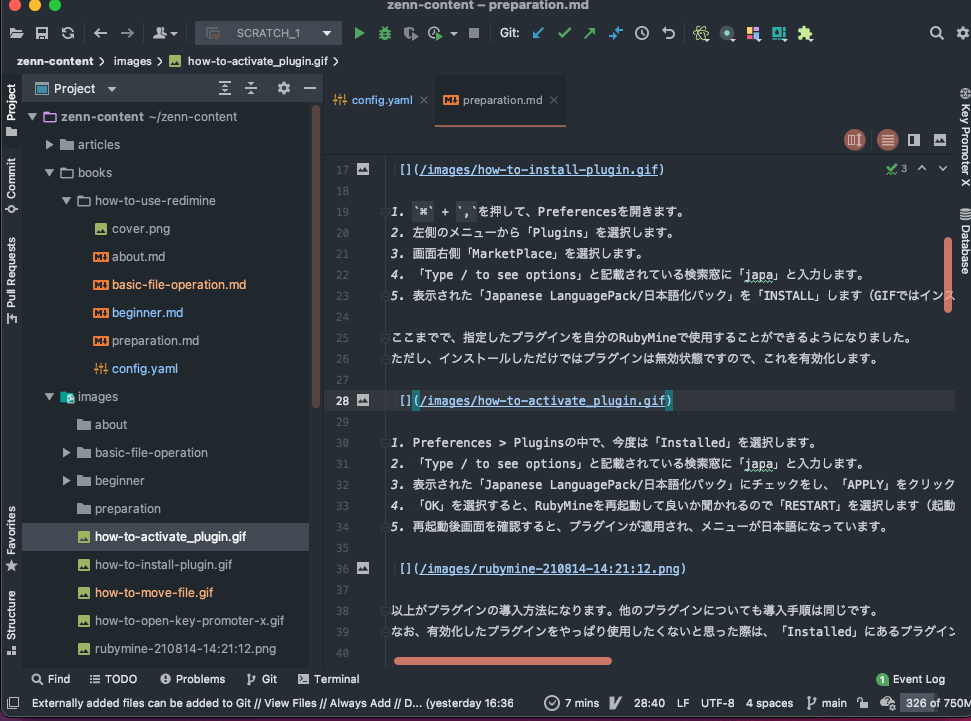 zenn-content – preparation.md
SCRATCH_1
Git:
zenn-content > images > how-to-activate_plugin.gif >
Project
Commit
Pull Requests
Favorites
Structure
Project
zenn-content ~/zenn-content
articles
books
how-to-use-redimine
cover.png
about.md
basic-file-operation.md
beginner.md
preparation.md
config.yaml
images
about
basic-file-operation
beginner
preparation
how-to-activate_plugin.gif
how-to-install-plugin.gif
how-to-move-file.gif
how-to-open-key-promoter-x.gif
rubymine-210814-14:21:12.png
config.yaml
preparation.md
3
17 [](/images/how-to-install-plugin.gif)
18
19 1. `⌘` + `,`を押して、Preferencesを開きます。
20 2. 左側のメニューから「Plugins」を選択します。
21 3. 画面右側「MarketPlace」を選択します。
22 4. 「Type / to see options」と記載されている検索窓に「japa」と入力します。
23 5. 表示された「Japanese LanguagePack/日本語化パック」を「INSTALL」します（GIFではインス
24
25 ここまでで、指定したプラグインを自分のRubyMineで使用することができるようになりました。
26 ただし、インストールしただけではプラグインは無効状態ですので、これを有効化します。
27
28 [](/images/how-to-activate_plugin.gif)
29
30 1. Preferences > Pluginsの中で、今度は「Installed」を選択します。
31 2. 「Type / to see options」と記載されている検索窓に「japa」と入力します。
32 3. 表示された「Japanese LanguagePack/日本語化パック」にチェックをし、「APPLY」をクリック
33 4. 「OK」を選択すると、RubyMineを再起動して良いか聞かれるので「RESTART」を選択します（起動
34 5. 再起動後画面を確認すると、プラグインが適用され、メニューが日本語になっています。
35
36 [](/images/rubymine-210814-14:21:12.png)
37
38 以上がプラグインの導入方法になります。他のプラグインについても導入手順は同じです。
39 なお、有効化したプラグインをやっぱり使用したくないと思った際は、「Installed」にあるプラグイン
40
Key Promoter X
Database
Find TODO Problems Git Terminal 1 Event Log
Externally added files can be added to Git // View Files // Always Add // D... (yesterday 16:36 7 mins 28:40 LF UTF-8 4 spaces main 326 of 750M